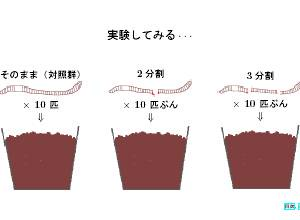 実験してみる･･･
そのまま（対照群）
2分割
3分割
× 10 匹
× 10 匹ぶん
× 10 匹ぶん
⇓
⇓
⇓